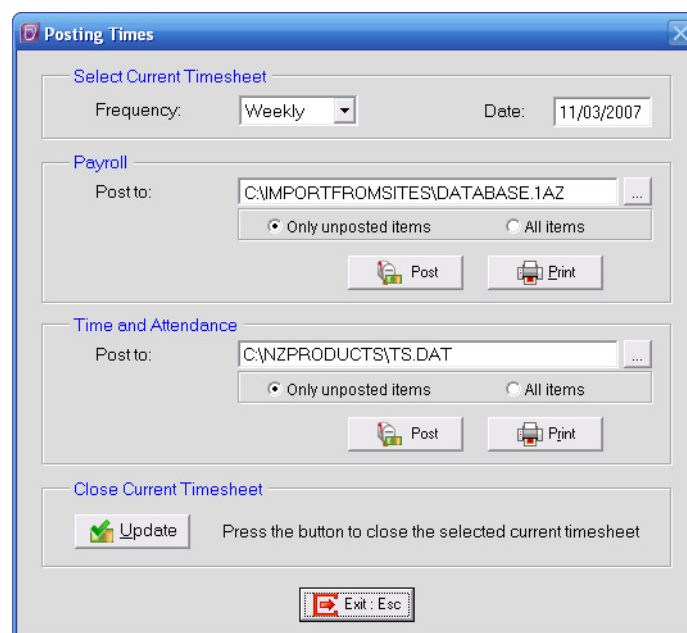 Posting Times
Select Current Timesheet
Frequency: Weekly Date: 11/03/2007
Payroll
Post to: C:\IMPORTFROMSITES\DATABASE.1AZ ...
Only unposted items All items
Post Print
Time and Attendance
Post to: C:\NZPRODUCTS\TS.DAT ...
Only unposted items All items
Post Print
Close Current Timesheet
Update Press the button to close the selected current timesheet
Exit : Esc